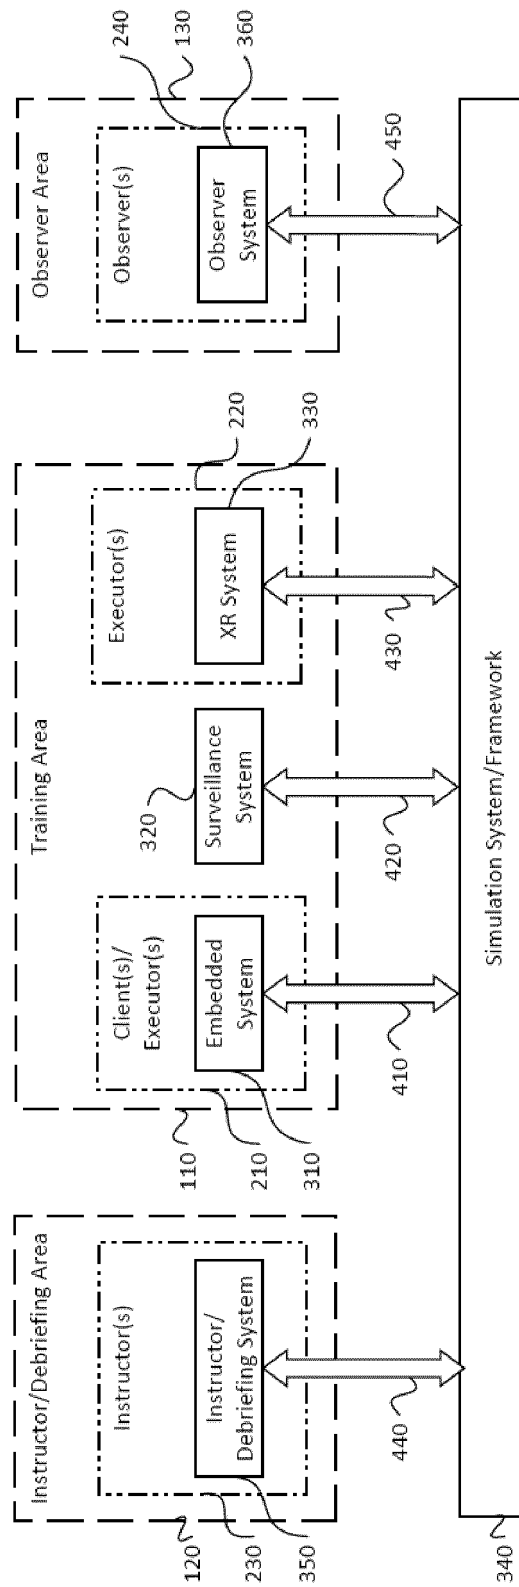 Instructor/Debriefing Area
Instructor(s)
Instructor/
Debriefing System
120
230
350
440
Training Area
Client(s)/
Executor(s)
Embedded
System
110
210
310
410
320
Surveillance
System
420
Executor(s)
XR System
220
330
430
Observer Area
Observer(s)
Observer
System
240
130
360
450
340
Simulation System/Framework